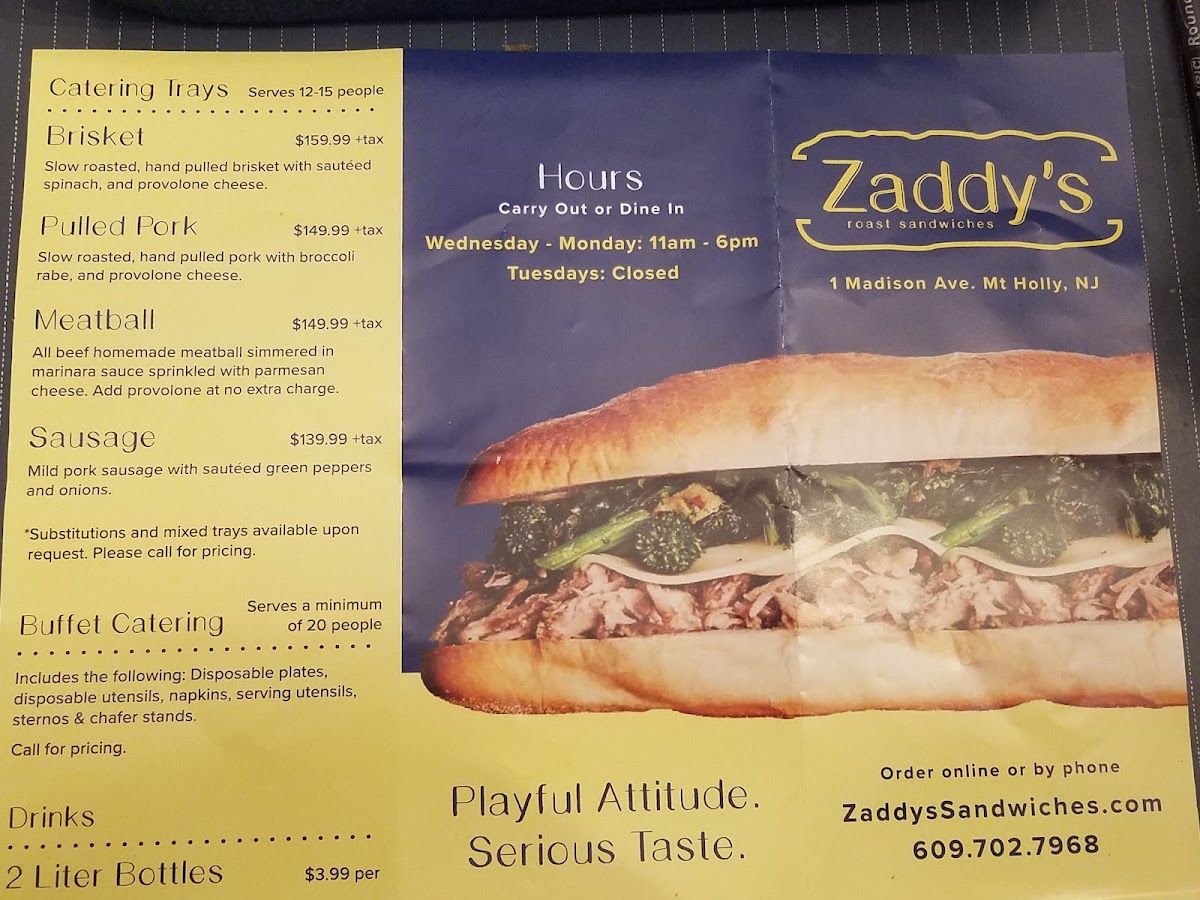 Catering Trays Serves 12-15 people
Brisket $159.99 +tax
Slow roasted, hand pulled brisket with sautéed
spinach, and provolone cheese.
Pulled Pork $149.99 +tax
Slow roasted, hand pulled pork with broccoli
rabe, and provolone cheese.
Meatball $149.99 +tax
All beef homemade meatball simmered in
marinara sauce sprinkled with parmesan
cheese. Add provolone at no extra charge.
Sausage $139.99 +tax
Mild pork sausage with sautéed green peppers
and onions.
*Substitutions and mixed trays available upon
request. Please call for pricing.
Buffet Catering Serves a minimum
of 20 people
Includes the following: Disposable plates,
disposable utensils, napkins, serving utensils,
sternos & chafer stands.
Call for pricing.
Drinks
2 Liter Bottles $3.99 per
Hours
Carry Out or Dine In
Wednesday - Monday: 11am - 6pm
Tuesdays: Closed
Playful Attitude.
Serious Taste.
Zaddy's
roast sandwiches
1 Madison Ave. Mt Holly, NJ
Order online or by phone
ZaddysSandwiches.com
609.702.7968